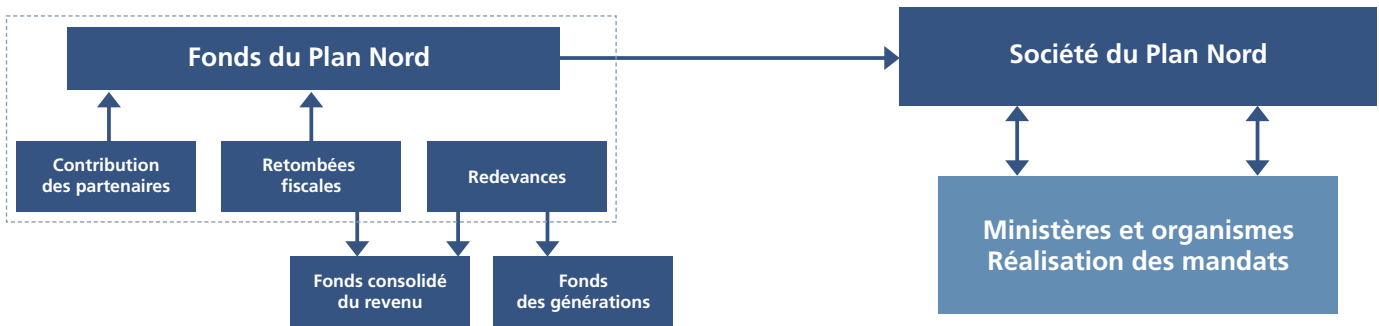 Fonds du Plan Nord
Société du Plan Nord
Contribution
des partenaires
Retombées
fiscales
Redevances
Fonds consolidé
du revenu
Fonds
des générations
Ministères et organismes
Réalisation des mandats